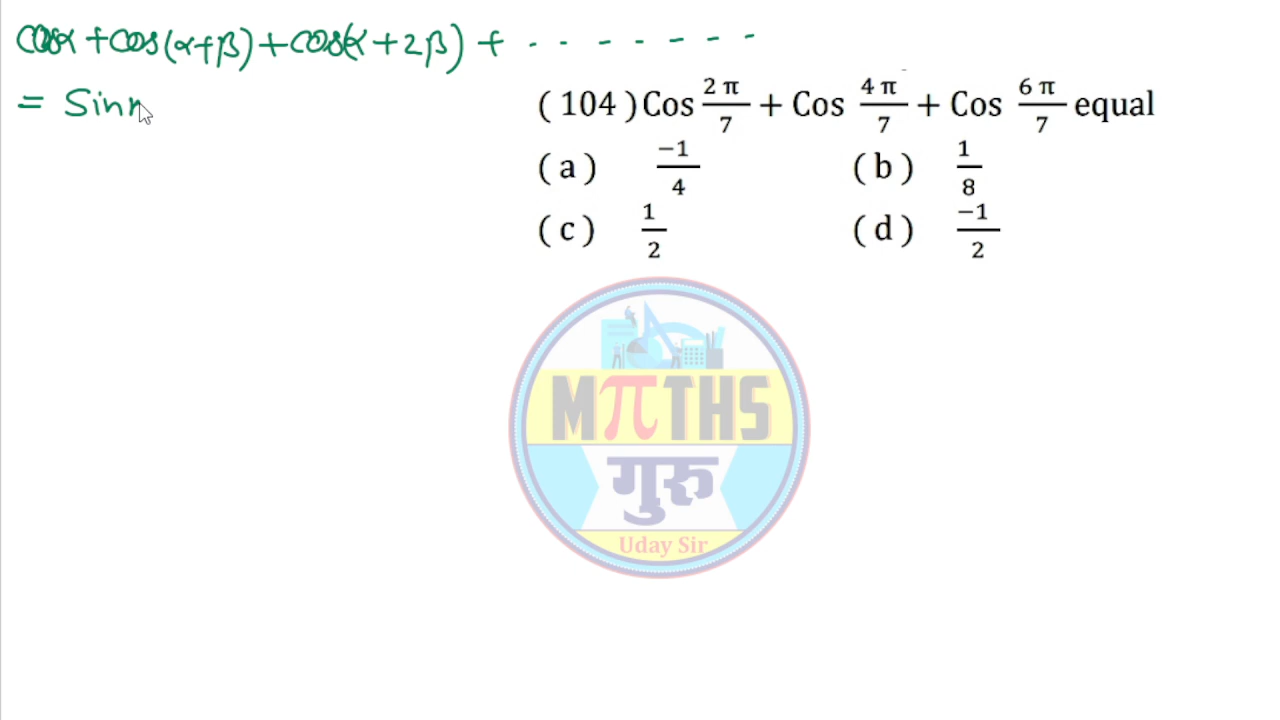 cosα + cos(α+β) + cos(α + 2β) + - - - - - - - -
= Sinn
( 104 ) Cos 2π/7 + Cos 4π/7 + Cos 6π/7 equal
( a ) -1/4 ( b ) 1/8
( c ) 1/2 ( d ) -1/2
MπTHS
गुरु
Uday Sir